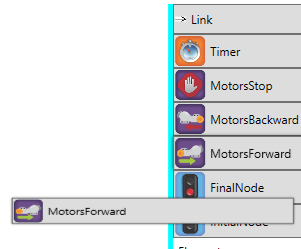 Link
Timer
MotorsStop
MotorsBackward
MotorsForward
FinalNode
MotorsForward
InitialNode